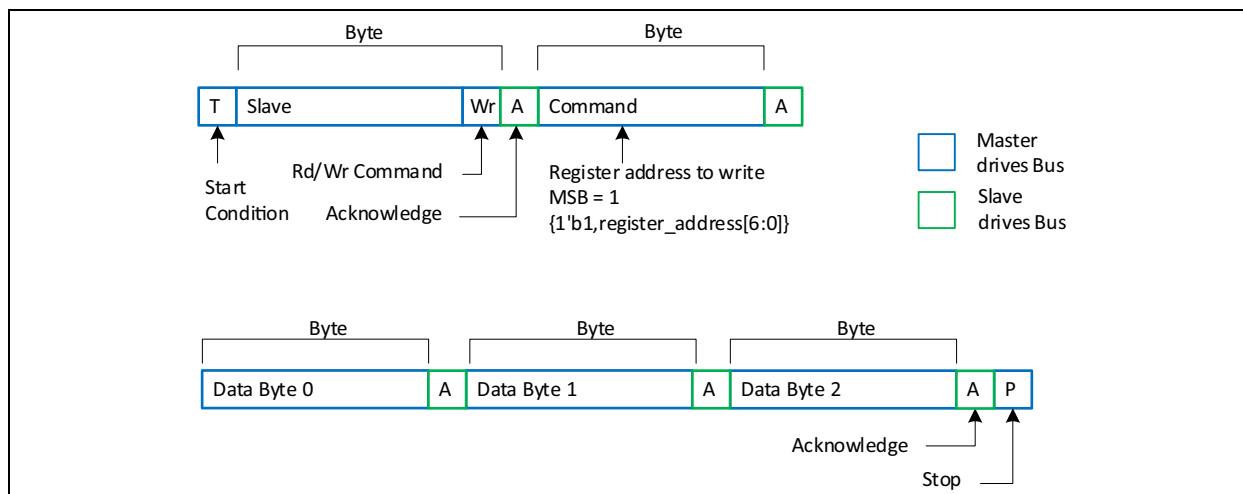 Byte Byte
T Slave Wr A Command A
Rd/Wr Command
Start
Condition
Acknowledge
Register address to write
MSB = 1
{1'b1,register_address[6:0]}
Master
drives Bus
Slave
drives Bus
Byte Byte Byte
Data Byte 0 A Data Byte 1 A Data Byte 2 A P
Acknowledge
Stop